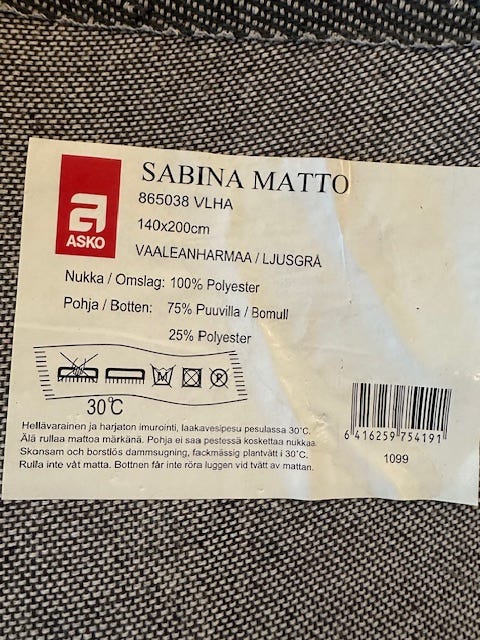 SABINA MATTO
865038 VLHA
140x200cm
VAALEANHARMAA / LJUSGRÅ
a
ASKO
Nukka / Omslag: 100% Polyester
Pohja / Botten: 75% Puuvilla / Bomull
25% Polyester
30°C
Hellävarainen ja harjaton imurointi, laakavesipesu pesulassa 30°C.
Älä rullaa mattoa märkänä. Pohja ei saa pestessä koskettaa nukkaa.
Skonsam och borstlös dammsugning, fackmässig plantvätt i 30°C.
Rulla inte våt matta. Bottnen får inte röra luggen vid tvätt av mattan.
6 416259 754191
1099